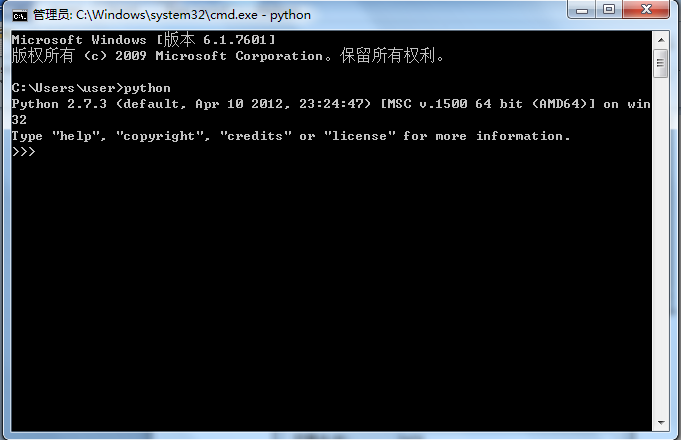 管理员: C:\Windows\system32\cmd.exe - python
Microsoft Windows [版本 6.1.7601]
版权所有 (c) 2009 Microsoft Corporation。保留所有权利。
C:\Users\user>python
Python 2.7.3 (default, Apr 10 2012, 23:24:47) [MSC v.1500 64 bit (AMD64)] on win
32
Type "help", "copyright", "credits" or "license" for more information.
>>>